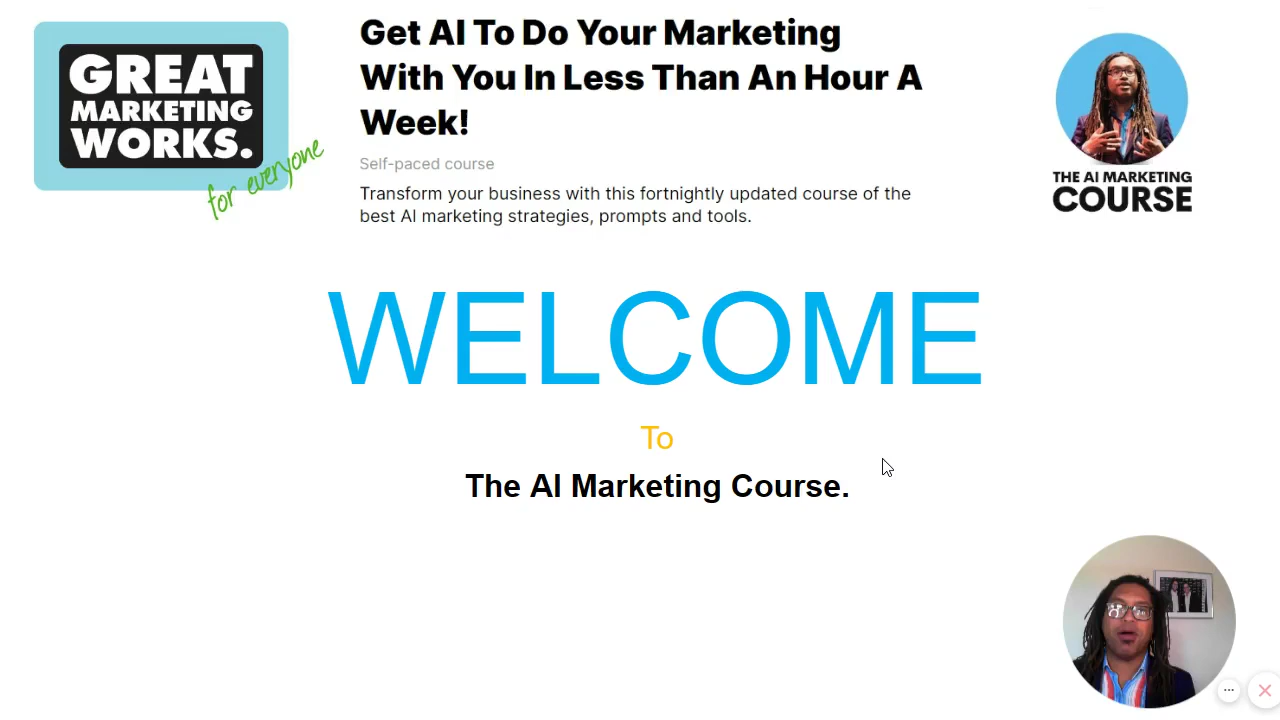 GREAT
MARKETING
WORKS.
for everyone
Get AI To Do Your Marketing
With You In Less Than An Hour A
Week!
Self-paced course
Transform your business with this fortnightly updated course of the
best AI marketing strategies, prompts and tools.
THE AI MARKETING
COURSE
WELCOME
To
The AI Marketing Course.